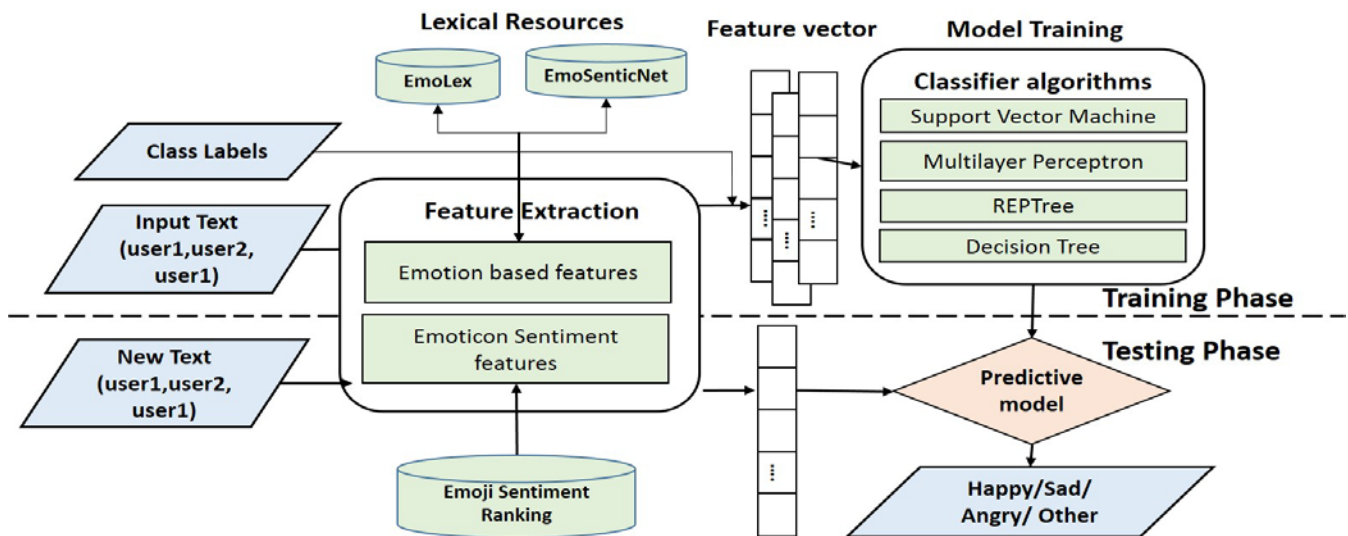 Lexical Resources
EmoLex
EmoSenticNet
Feature vector
Model Training
Classifier algorithms
Support Vector Machine
Multilayer Perceptron
REPTree
Decision Tree
Class Labels
Input Text
(user1,user2,
user1)
Feature Extraction
Emotion based features
Emoticon Sentiment
features
....
....
....
Training Phase
Testing Phase
New Text
(user1,user2,
user1)
....
Predictive
model
Emoji Sentiment
Ranking
Happy/Sad/
Angry/ Other